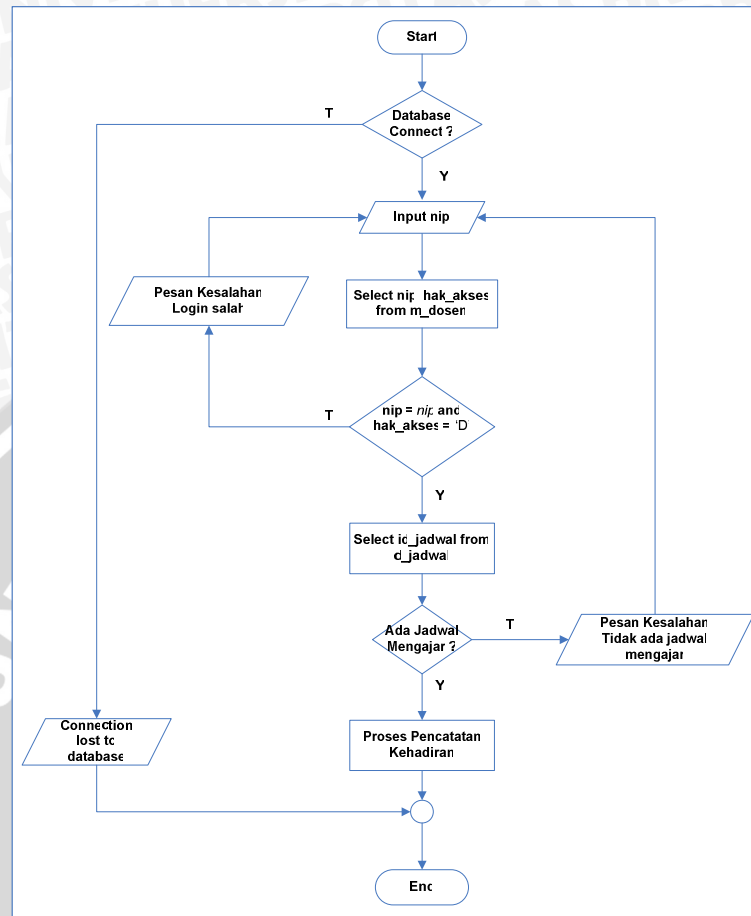 Start
Database
Connect ?
T
Y
Input nip
Pesan Kesalahan
Login salah
Select nip, hak_akses
from m_dosen
nip = nip and
hak_akses = 'D'
T
Y
Select id_jadwal from
d_jadwal
Ada Jadwal
Mengajar ?
T
Pesan Kesalahan
Tidak ada jadwal
mengajar
Y
Connection
lost to
database
Proses Pencatatan
Kehadiran
End